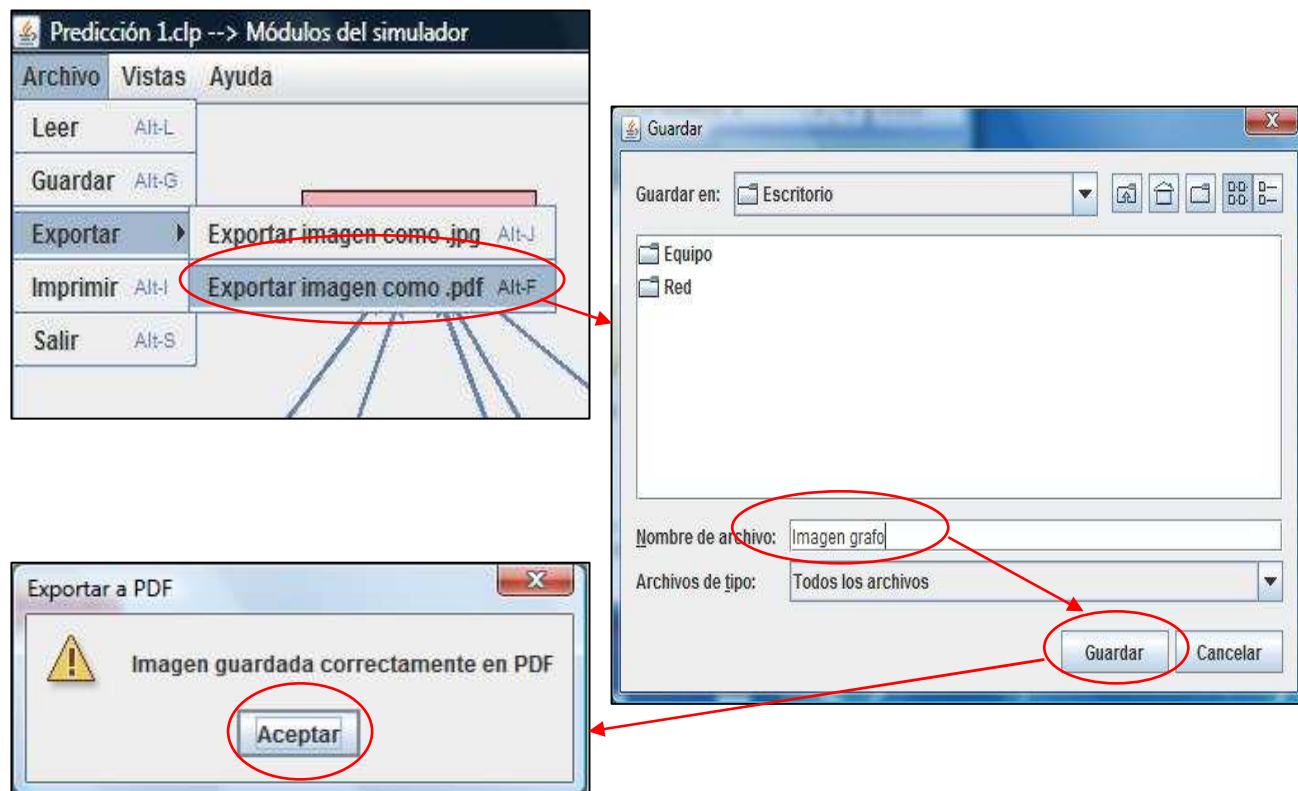 Predicción 1.clp --> Módulos del simulador
Archivo Vistas Ayuda
Leer Alt-L
Guardar Alt-G
Exportar
Exportar imagen como .jpg Alt-J
Exportar imagen como .pdf Alt-F
Imprimir Alt-I
Salir Alt-S
Guardar
X
Guardar en: Escritorio
Equipo
Red
Nombre de archivo: Imagen grafo
Archivos de tipo: Todos los archivos
Guardar Cancelar
Exportar a PDF
X
Imagen guardada correctamente en PDF
Aceptar